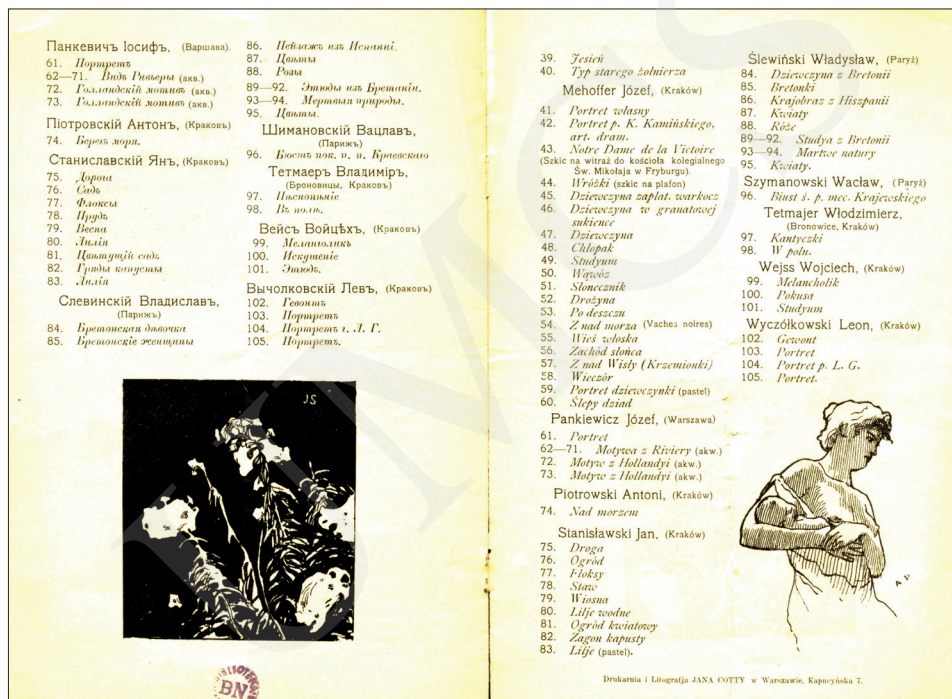 Панкевичъ Іосифъ, (Варшава).
61. Портретъ
62—71. Видъ Ривьеры (акв.)
72. Голландскій мотивъ (акв.)
73. Голландскій мотивъ (акв.)
Піотровскій Антонъ, (Краковъ)
74. Берегъ моря.
Станиславскій Янъ, (Краковъ)
75. Дорога
76. Садъ
77. Флоксы
78. Прудъ
79. Весна
80. Лилія
81. Цвѣтущій садъ
82. Гряды капусты
83. Лилія
Слевинскій Владиславъ,
(Парижъ)
84. Бретонская дѣвочка
85. Бретонскіе женщины
86. Пейзажъ изъ Испаніи.
87. Цвѣты
88. Розы
89—92. Этюды изъ Бретаніи.
93—94. Мертвая природы.
95. Цвѣты.
Шимановскій Вацлавъ,
(Парижъ)
96. Бюстъ пок. п. п. Краевскаго
Тетмаеръ Владиміръ,
(Броновицы, Краковъ)
97. Пѣснопѣніе
98. Въ полѣ.
Вейсъ Войцѣхъ, (Краковъ)
99. Меланхоликъ
100. Искушеніе
101. Этюдъ.
Вычолковскій Левъ, (Краковъ)
102. Гевонтъ
103. Портретъ
104. Портретъ г. Л. Г.
105. Портретъ.
JS
BN
39. Jesień
40. Typ starego żołnierza
Mehoffer Józef, (Kraków)
41. Portret własny
42. Portret p. K. Kamińskiego,
art. dram.
43. Notre Dame de la Victoire
(Szkic na witraż do kościoła kolegialnego
Św. Mikołaja w Fryburgu).
44. Wróżki (szkic na plafon)
45. Dziewczyna zaplat. warkocz
46. Dziewczyna w granatowej
sukience
47. Dziewczyna
48. Chłopak
49. Studyum
50. Wąwóz
51. Słonecznik
52. Drożyna
53. Po deszczu
54. Z nad morza (Vaches noires)
55. Wieś włoska
56. Zachód słońca
57. Z nad Wisły (Krzemionki)
58. Wieczór
59. Portret dziewczynki (pastel)
60. Ślepy dziad
Pankiewicz Józef, (Warszawa)
61. Portret
62—71. Motywa z Riviery (akw.)
72. Motyw z Hollandyi (akw.)
73. Motyw z Hollandyi (akw.)
Piotrowski Antoni, (Kraków)
74. Nad morzem
Stanisławski Jan, (Kraków)
75. Droga
76. Ogród
77. Floksy
78. Staw
79. Wiosna
80. Lilje wodne
81. Ogród kwiatowy
82. Zagon kapusty
83. Lilje (pastel).
Ślewiński Władysław, (Paryż)
84. Dziewczyna z Bretonii
85. Bretonki
86. Krajobraz z Hiszpanii
87. Kwiaty
88. Róże
89—92. Studya z Bretonii
93—94. Martwe natury
95. Kwiaty.
Szymanowski Wacław, (Paryż)
96. Biust ś. p. mec. Krajewskiego
Tetmajer Włodzimierz,
(Bronowice, Kraków)
97. Kantyczki
98. W polu.
Wejss Wojciech, (Kraków)
99. Melancholik
100. Pokusa
101. Studyum
Wyczółkowski Leon, (Kraków)
102. Gewont
103. Portret
104. Portret p. L. G.
105. Portret.
A. P.
Drukarnia i Litografja JANA COTTY w Warszawie, Kapucyńska 7.
UMCS